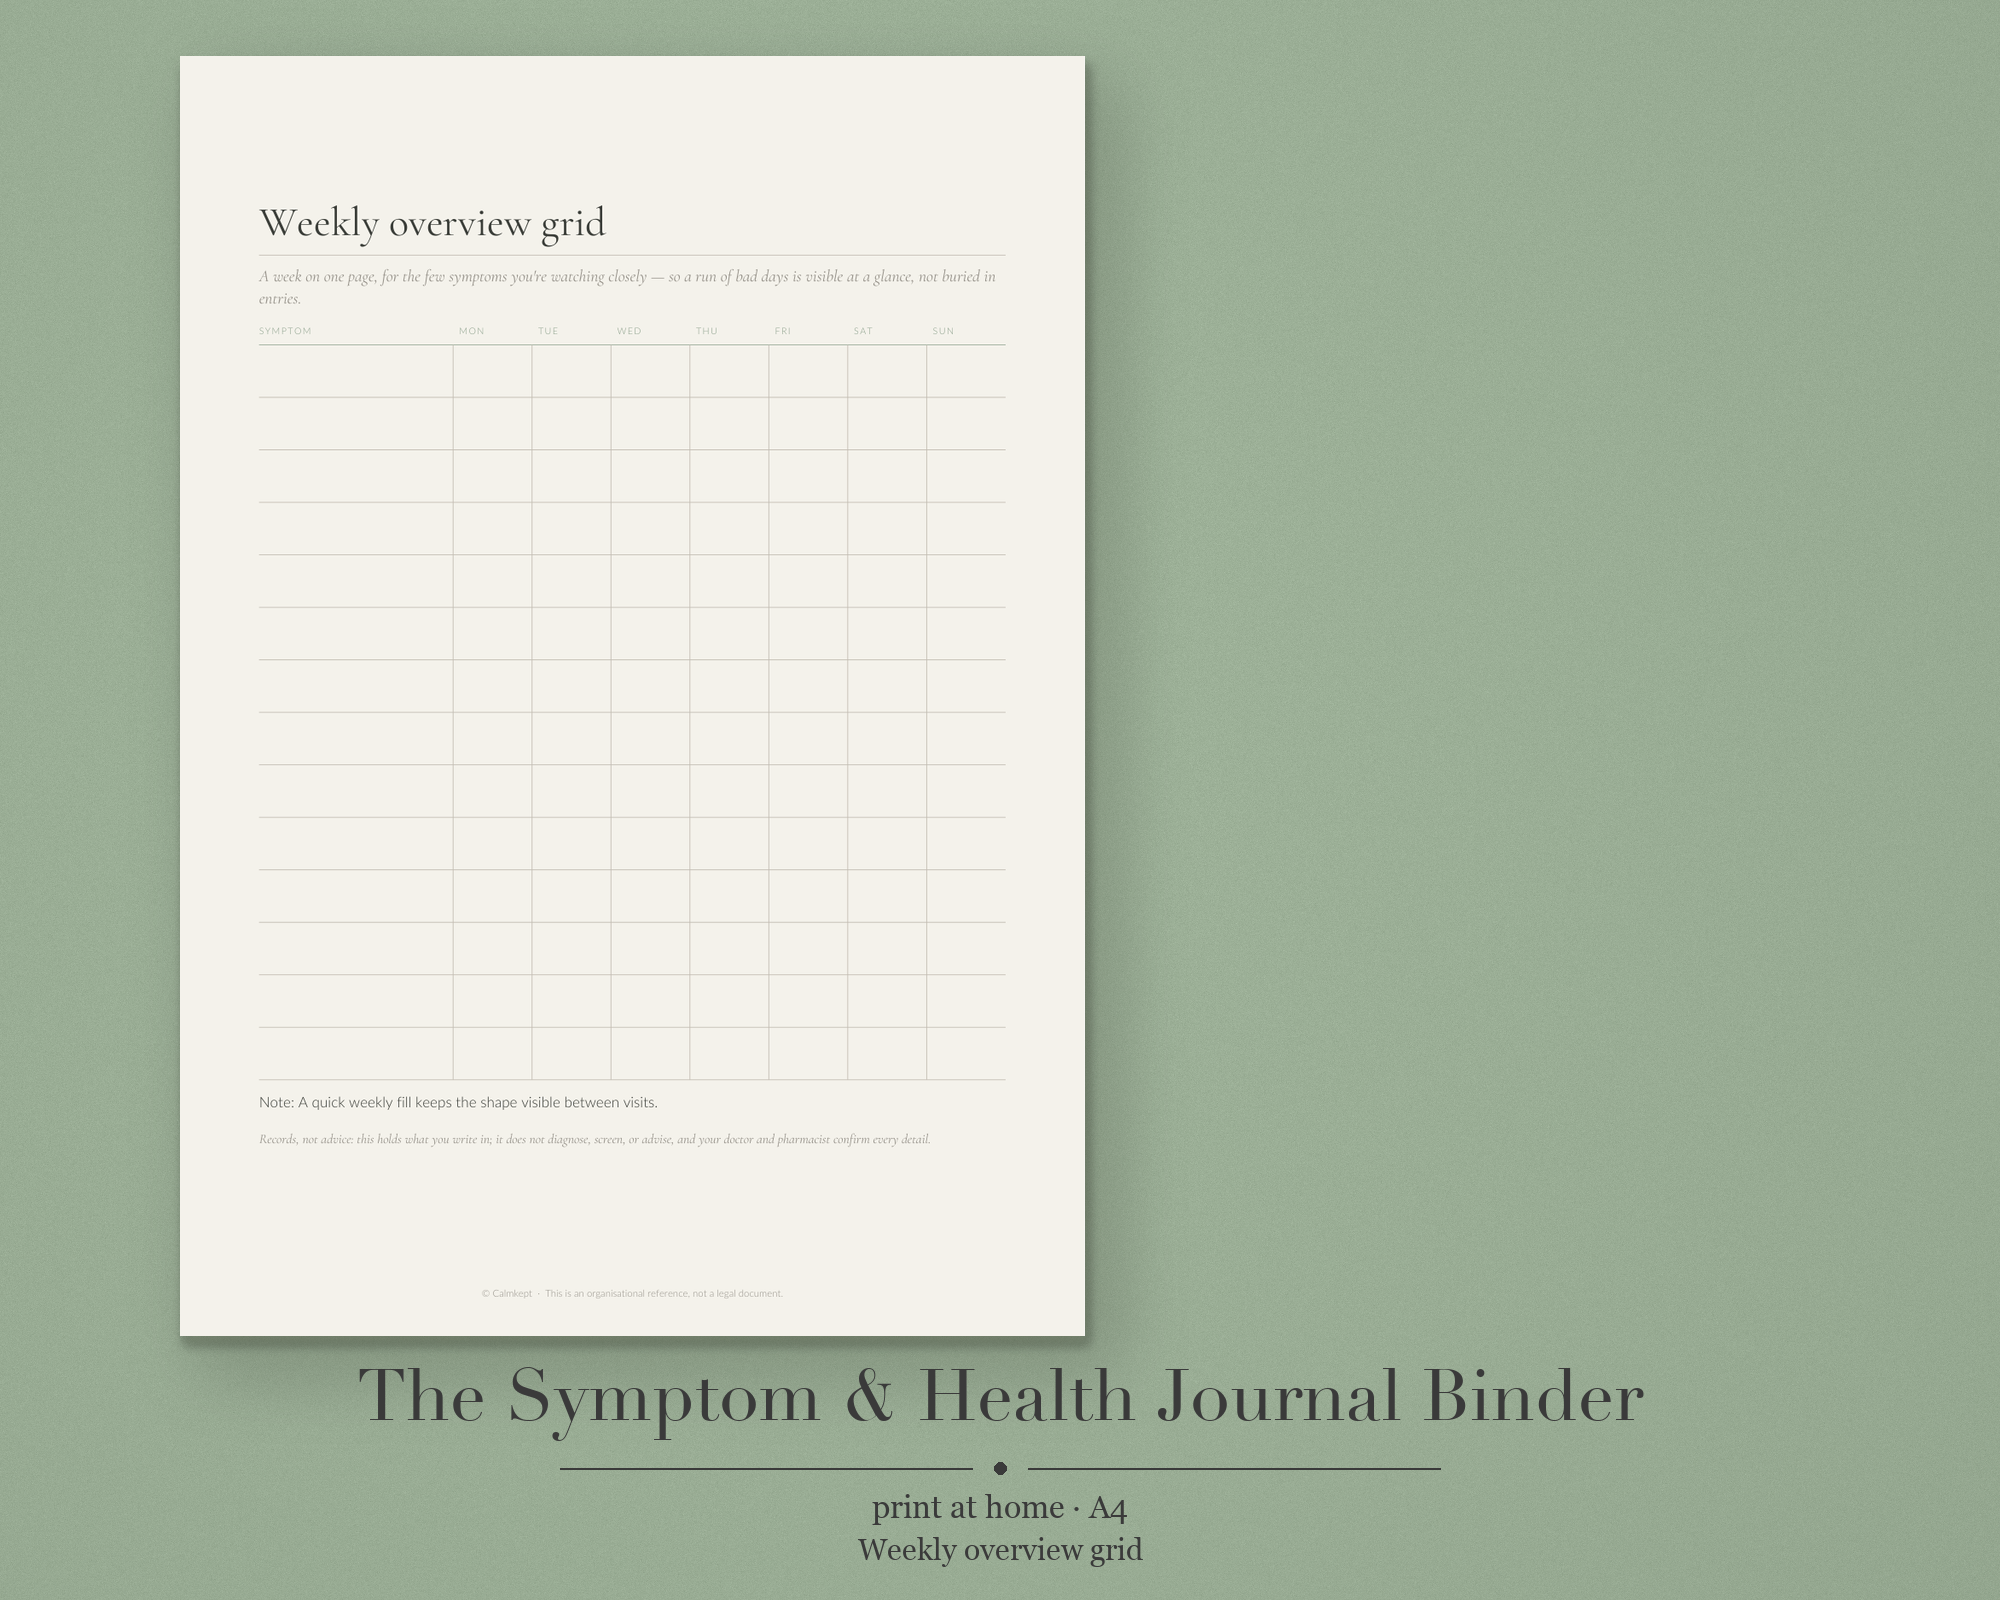 Weekly overview grid
A week on one page, for the few symptoms you're watching closely — so a run of bad days is visible at a glance, not buried in
entries.
SYMPTOM MON TUE WED THU FRI SAT SUN
Note: A quick weekly fill keeps the shape visible between visits.
Records, not advice: this holds what you write in; it does not diagnose, screen, or advise, and your doctor and pharmacist confirm every detail.
© Calmkept · This is an organisational reference, not a legal document.
The Symptom & Health Journal Binder
print at home · A4
Weekly overview grid